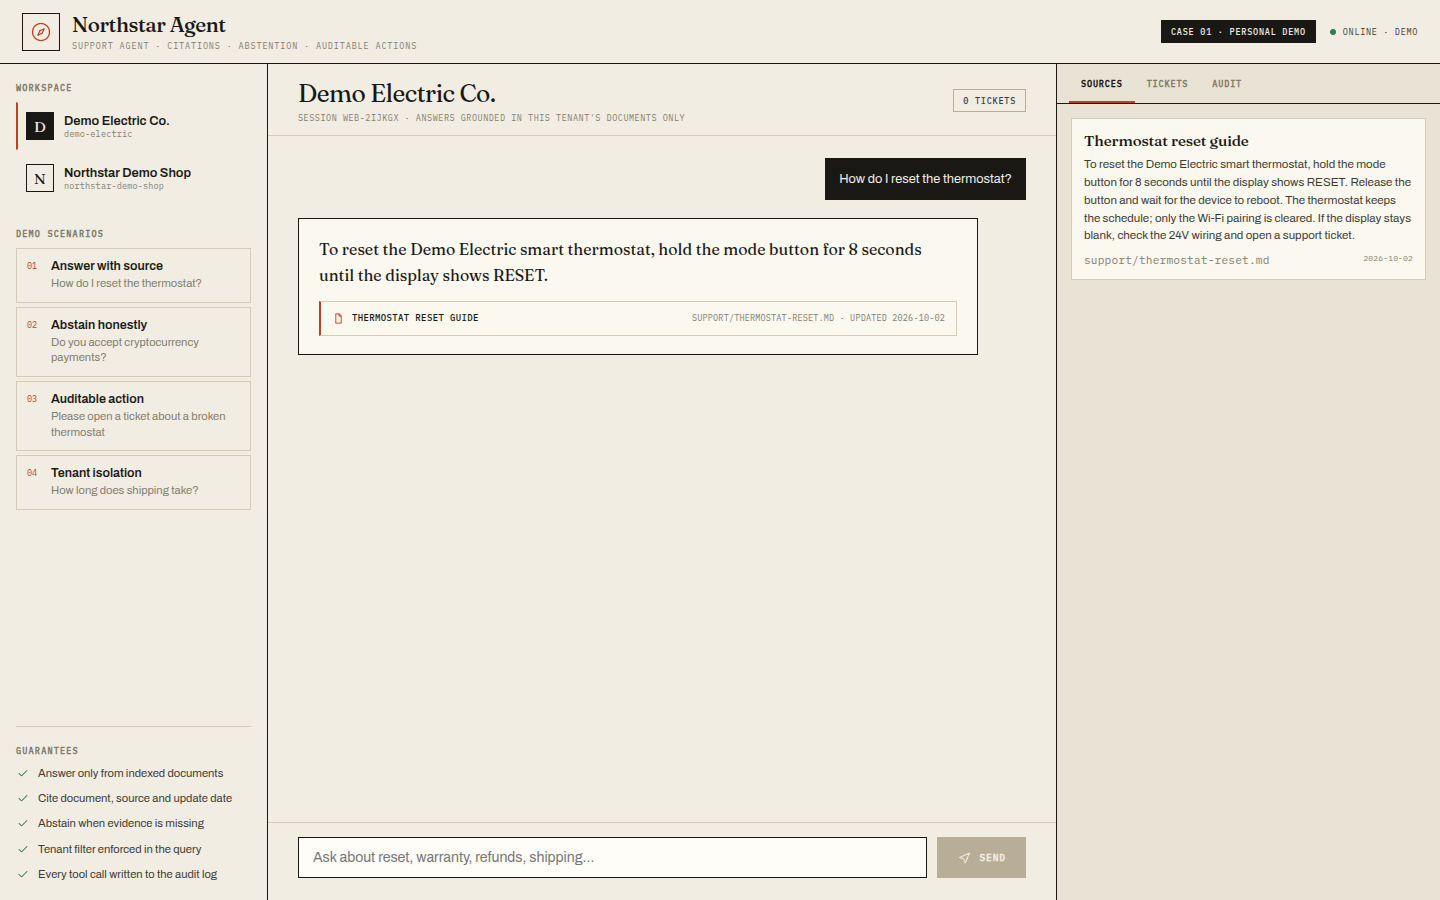 Northstar Agent
SUPPORT AGENT · CITATIONS · ABSTENTION · AUDITABLE ACTIONS
CASE 01 · PERSONAL DEMO
ONLINE · DEMO
WORKSPACE
D
Demo Electric Co.
demo-electric
N
Northstar Demo Shop
northstar-demo-shop
DEMO SCENARIOS
01
Answer with source
How do I reset the thermostat?
02
Abstain honestly
Do you accept cryptocurrency
payments?
03
Auditable action
Please open a ticket about a broken
thermostat
04
Tenant isolation
How long does shipping take?
GUARANTEES
Answer only from indexed documents
Cite document, source and update date
Abstain when evidence is missing
Tenant filter enforced in the query
Every tool call written to the audit log
Demo Electric Co.
SESSION WEB-2IJKGX · ANSWERS GROUNDED IN THIS TENANT'S DOCUMENTS ONLY
0 TICKETS
How do I reset the thermostat?
To reset the Demo Electric smart thermostat, hold the mode button for 8 seconds
until the display shows RESET.
THERMOSTAT RESET GUIDE
SUPPORT/THERMOSTAT-RESET.MD · UPDATED 2026-10-02
Ask about reset, warranty, refunds, shipping...
SEND
SOURCES
TICKETS
AUDIT
Thermostat reset guide
To reset the Demo Electric smart thermostat, hold the mode
button for 8 seconds until the display shows RESET. Release the
button and wait for the device to reboot. The thermostat keeps
the schedule; only the Wi-Fi pairing is cleared. If the display stays
blank, check the 24V wiring and open a support ticket.
support/thermostat-reset.md
2026-10-02